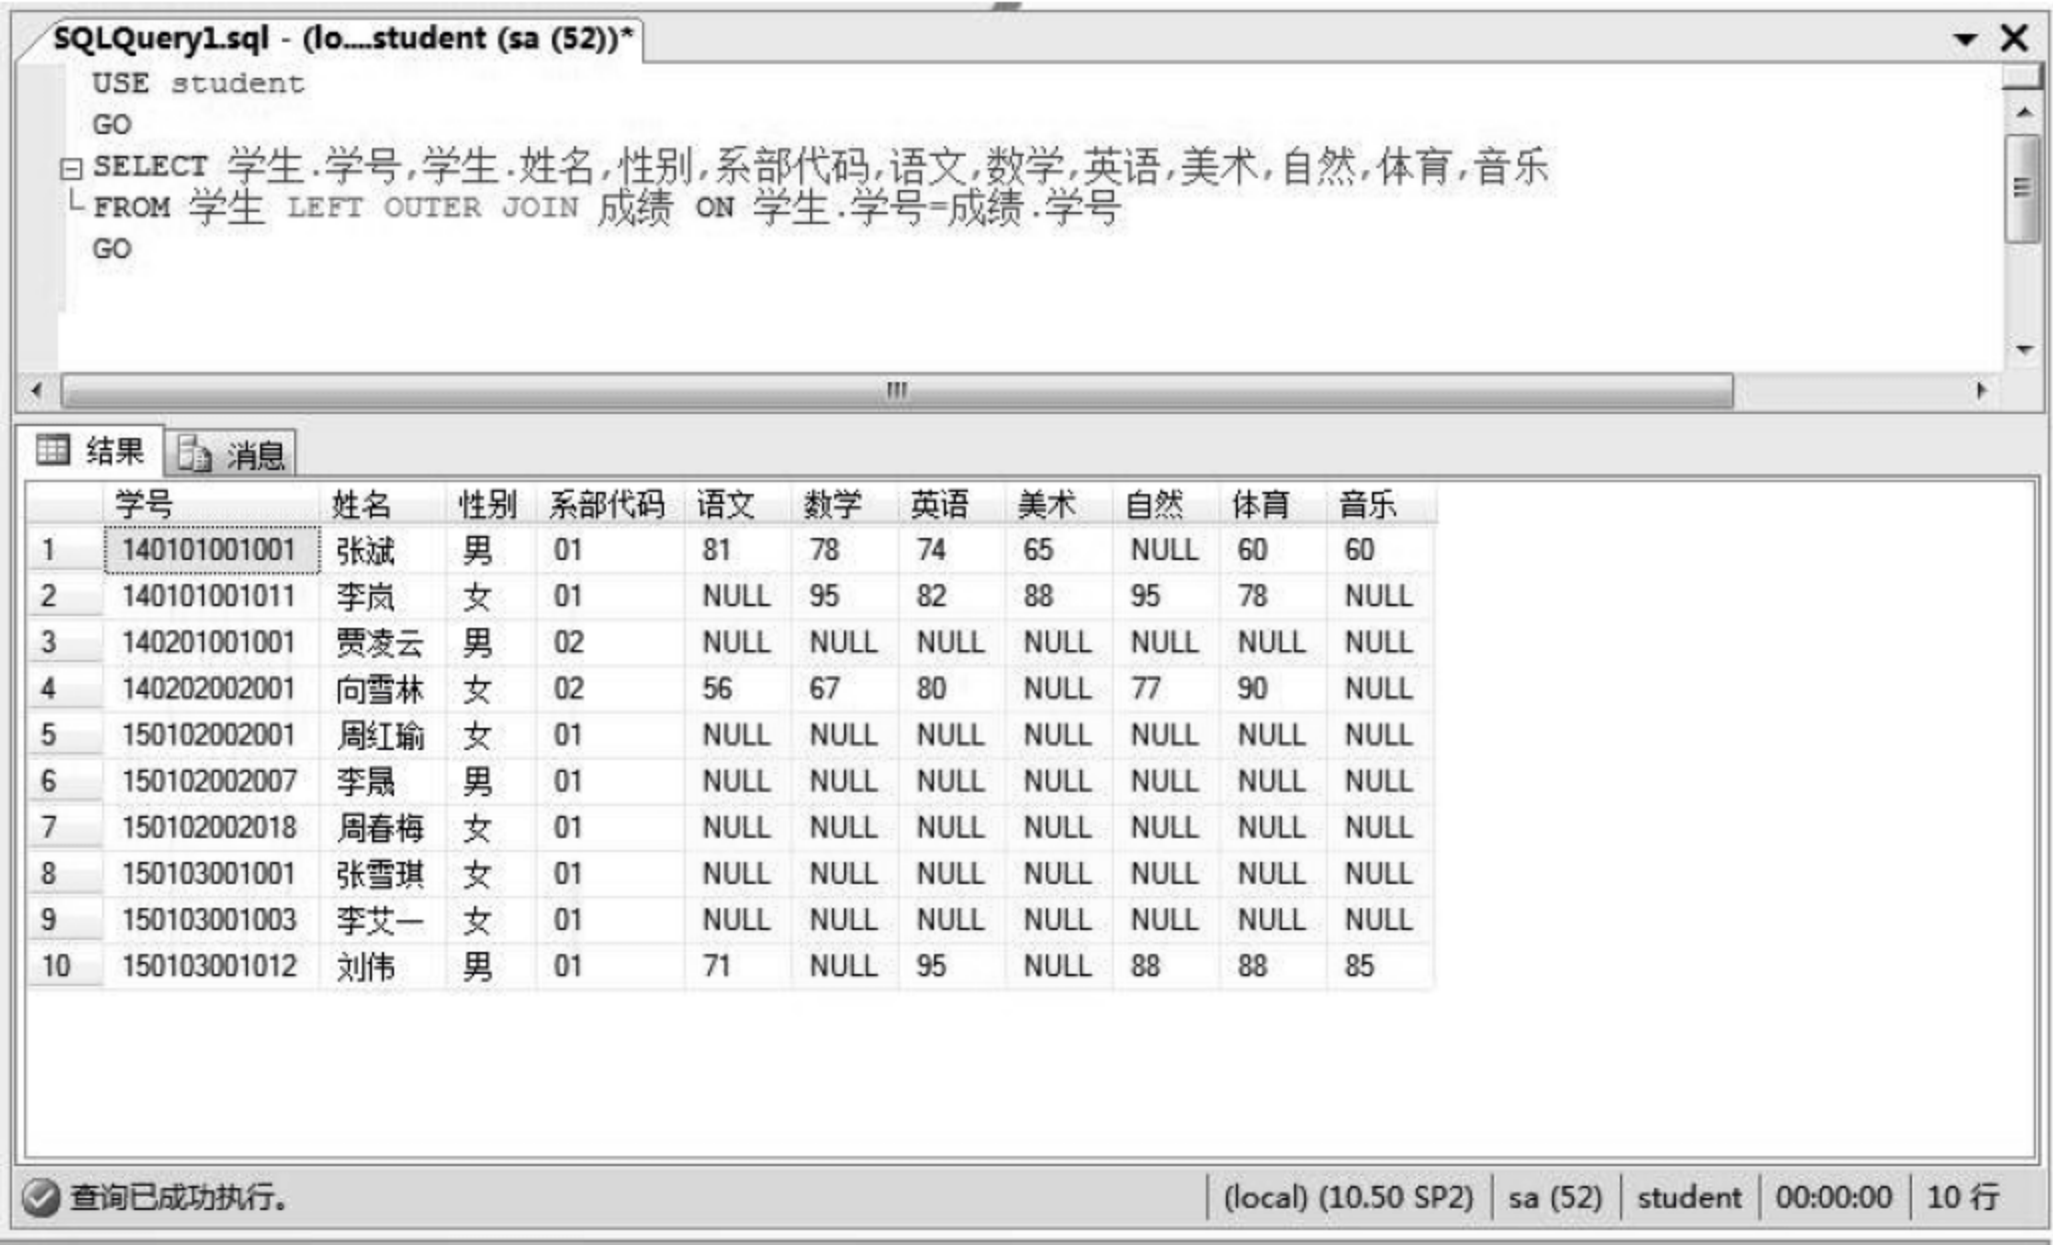 SQLQuery1.sql - (lo....student (sa (52))*
USE student
GO
SELECT 学生.学号,学生.姓名,性别,系部代码,语文,数学,英语,美术,自然,体育,音乐
FROM 学生 LEFT OUTER JOIN 成绩 ON 学生.学号=成绩.学号
GO
结果 消息
学号 姓名 性别 系部代码 语文 数学 英语 美术 自然 体育 音乐
1 140101001001 张斌 男 01 81 78 74 65 NULL 60 60
2 140101001011 李岚 女 01 NULL 95 82 88 95 78 NULL
3 140201001001 贾凌云 男 02 NULL NULL NULL NULL NULL NULL NULL
4 140202002001 向雪林 女 02 56 67 80 NULL 77 90 NULL
5 150102002001 周红瑜 女 01 NULL NULL NULL NULL NULL NULL NULL
6 150102002007 李晟 男 01 NULL NULL NULL NULL NULL NULL NULL
7 150102002018 周春梅 女 01 NULL NULL NULL NULL NULL NULL NULL
8 150103001001 张雪琪 女 01 NULL NULL NULL NULL NULL NULL NULL
9 150103001003 李艾一 女 01 NULL NULL NULL NULL NULL NULL NULL
10 150103001012 刘伟 男 01 71 NULL 95 NULL 88 88 85
查询已成功执行。 (local) (10.50 SP2) sa (52) student 00:00:00 10 行